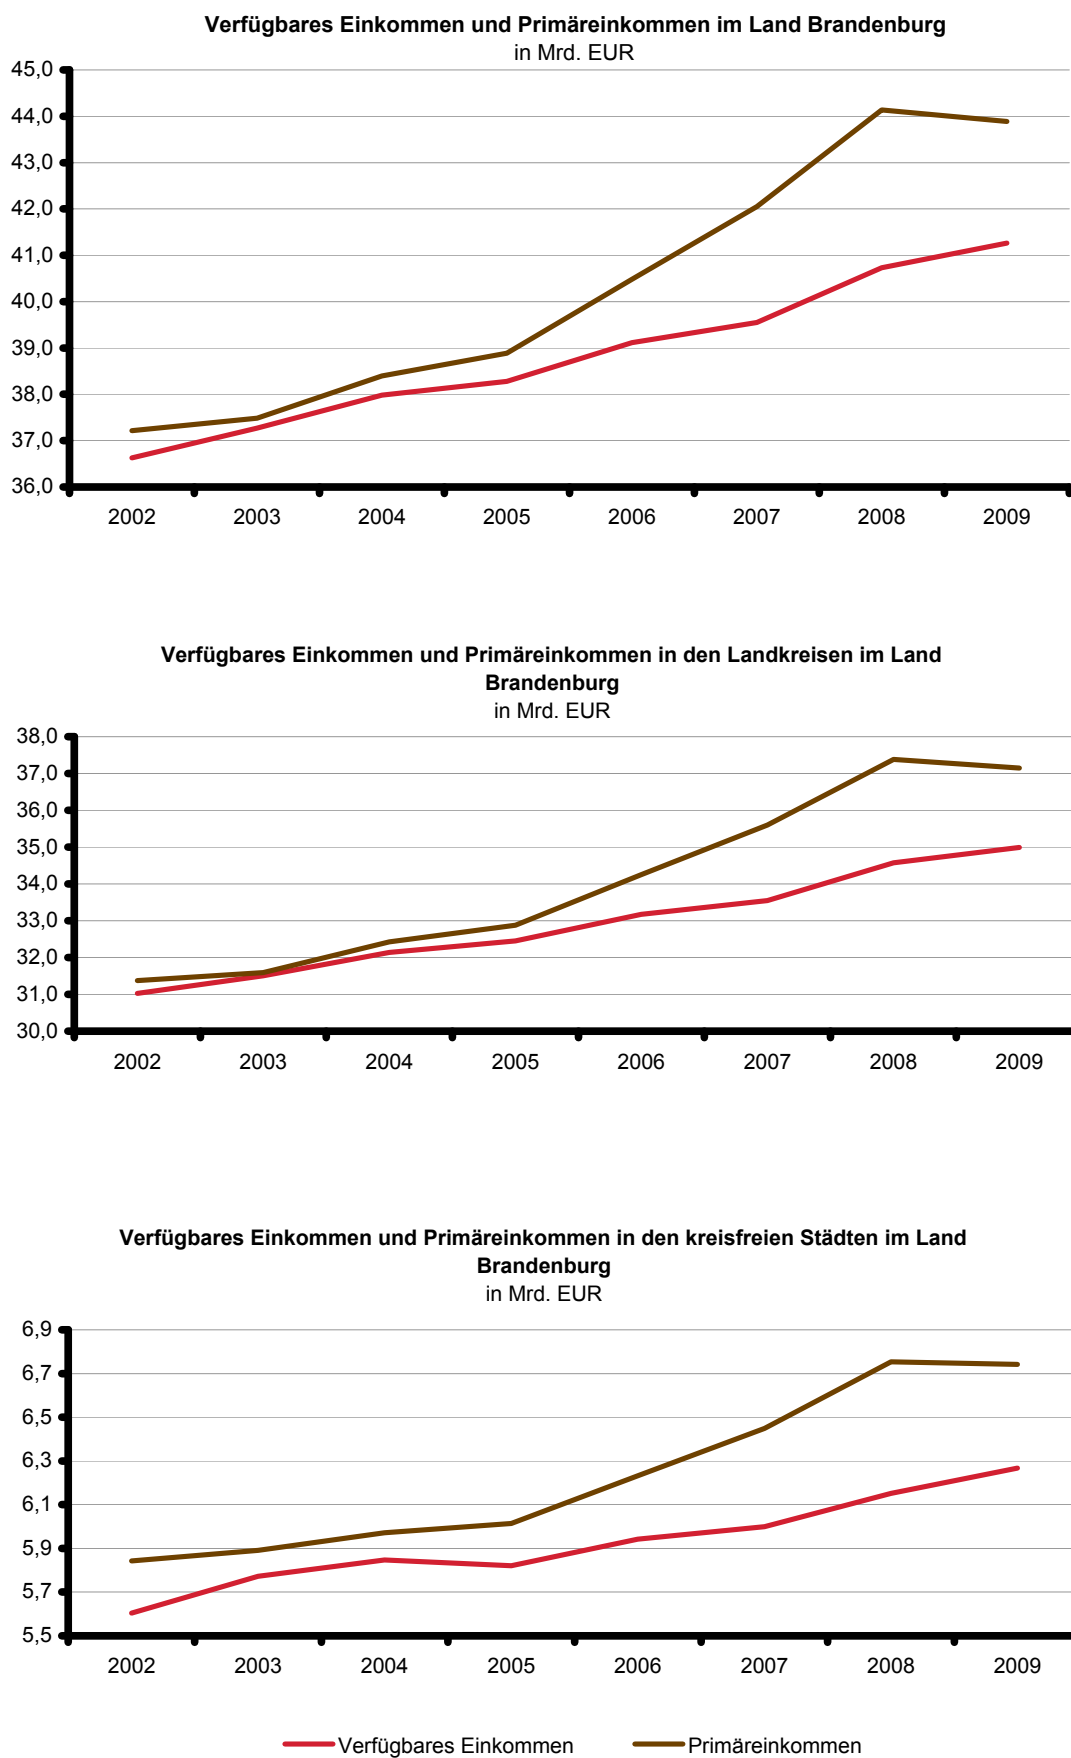 Verfügbares Einkommen und Primäreinkommen im Land Brandenburg
in Mrd. EUR
45,0
44,0
43,0
42,0
41,0
40,0
39,0
38,0
37,0
36,0
2002 2003 2004 2005 2006 2007 2008 2009
Verfügbares Einkommen und Primäreinkommen in den Landkreisen im Land
Brandenburg
in Mrd. EUR
38,0
37,0
36,0
35,0
34,0
33,0
32,0
31,0
30,0
2002 2003 2004 2005 2006 2007 2008 2009
Verfügbares Einkommen und Primäreinkommen in den kreisfreien Städten im Land
Brandenburg
in Mrd. EUR
6,9
6,7
6,5
6,3
6,1
5,9
5,7
5,5
2002 2003 2004 2005 2006 2007 2008 2009
Verfügbares Einkommen Primäreinkommen